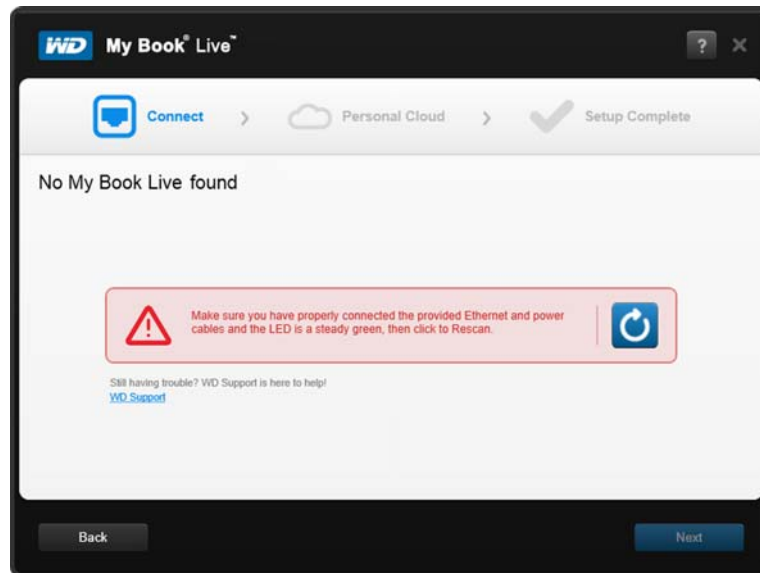 WD My Book® Live™
?
Connect
Personal Cloud
Setup Complete
No My Book Live found
Make sure you have properly connected the provided Ethernet and power
cables and the LED is a steady green, then click to Rescan.
Still having trouble? WD Support is here to help!
WD Support
Back
Next